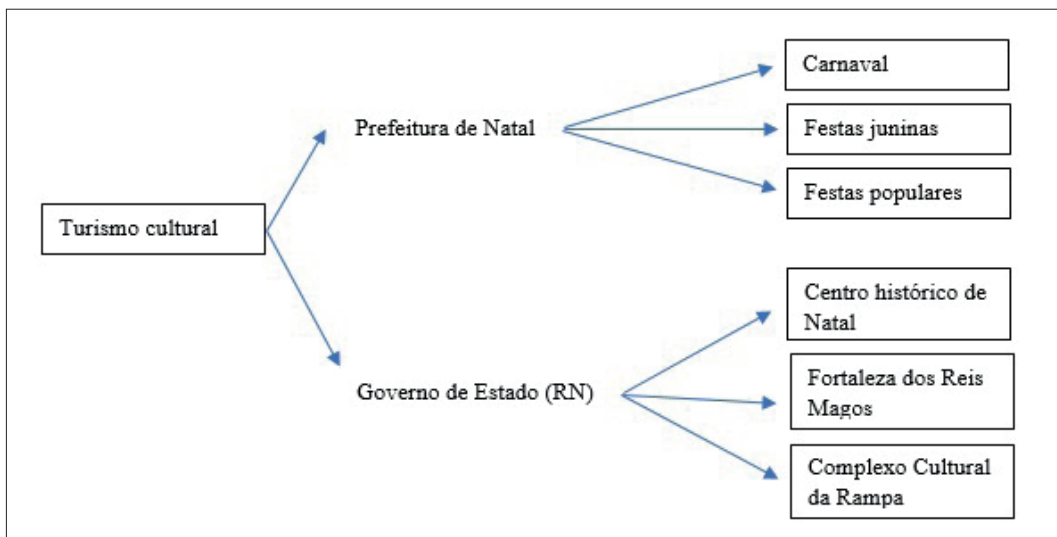 Turismo cultural
Prefeitura de Natal
Carnaval
Festas juninas
Festas populares
Governo de Estado (RN)
Centro histórico de
Natal
Fortaleza dos Reis
Magos
Complexo Cultural
da Rampa